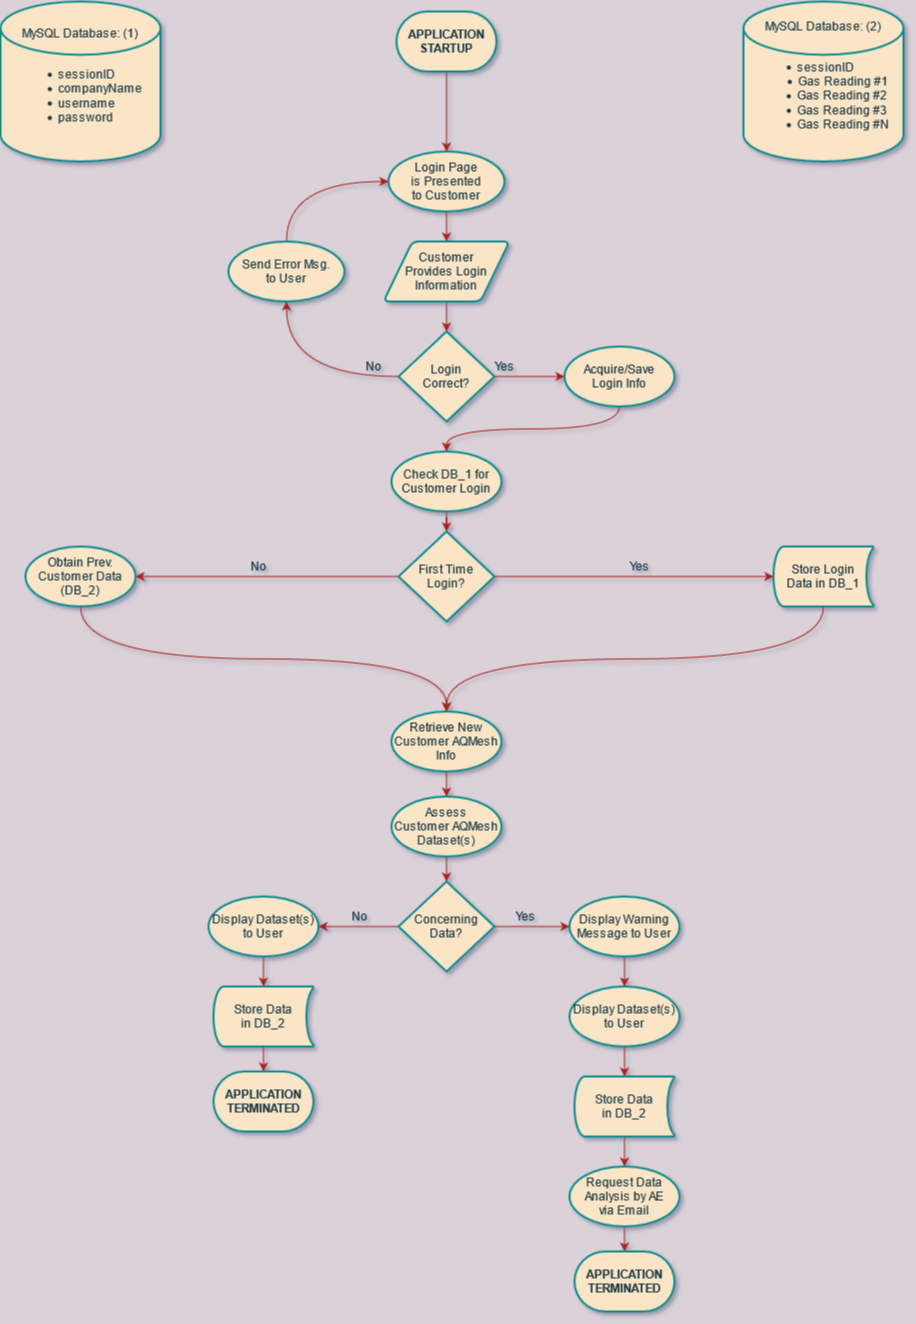 MySQL Database: (1)
• sessionID
• companyName
• username
• password
APPLICATION
STARTUP
MySQL Database: (2)
• sessionID
• Gas Reading #1
• Gas Reading #2
• Gas Reading #3
• Gas Reading #N
Login Page
is Presented
to Customer
Send Error Msg.
to User
Customer
Provides Login
Information
No
Login
Correct?
Yes
Acquire/Save
Login Info
Check DB_1 for
Customer Login
Obtain Prev.
Customer Data
(DB_2)
No
First Time
Login?
Yes
Store Login
Data in DB_1
Retrieve New
Customer AQMesh
Info
Assess
Customer AQMesh
Dataset(s)
Display Dataset(s)
to User
No
Concerning
Data?
Yes
Display Warning
Message to User
Store Data
in DB_2
Display Dataset(s)
to User
APPLICATION
TERMINATED
Store Data
in DB_2
Request Data
Analysis by AE
via Email
APPLICATION
TERMINATED